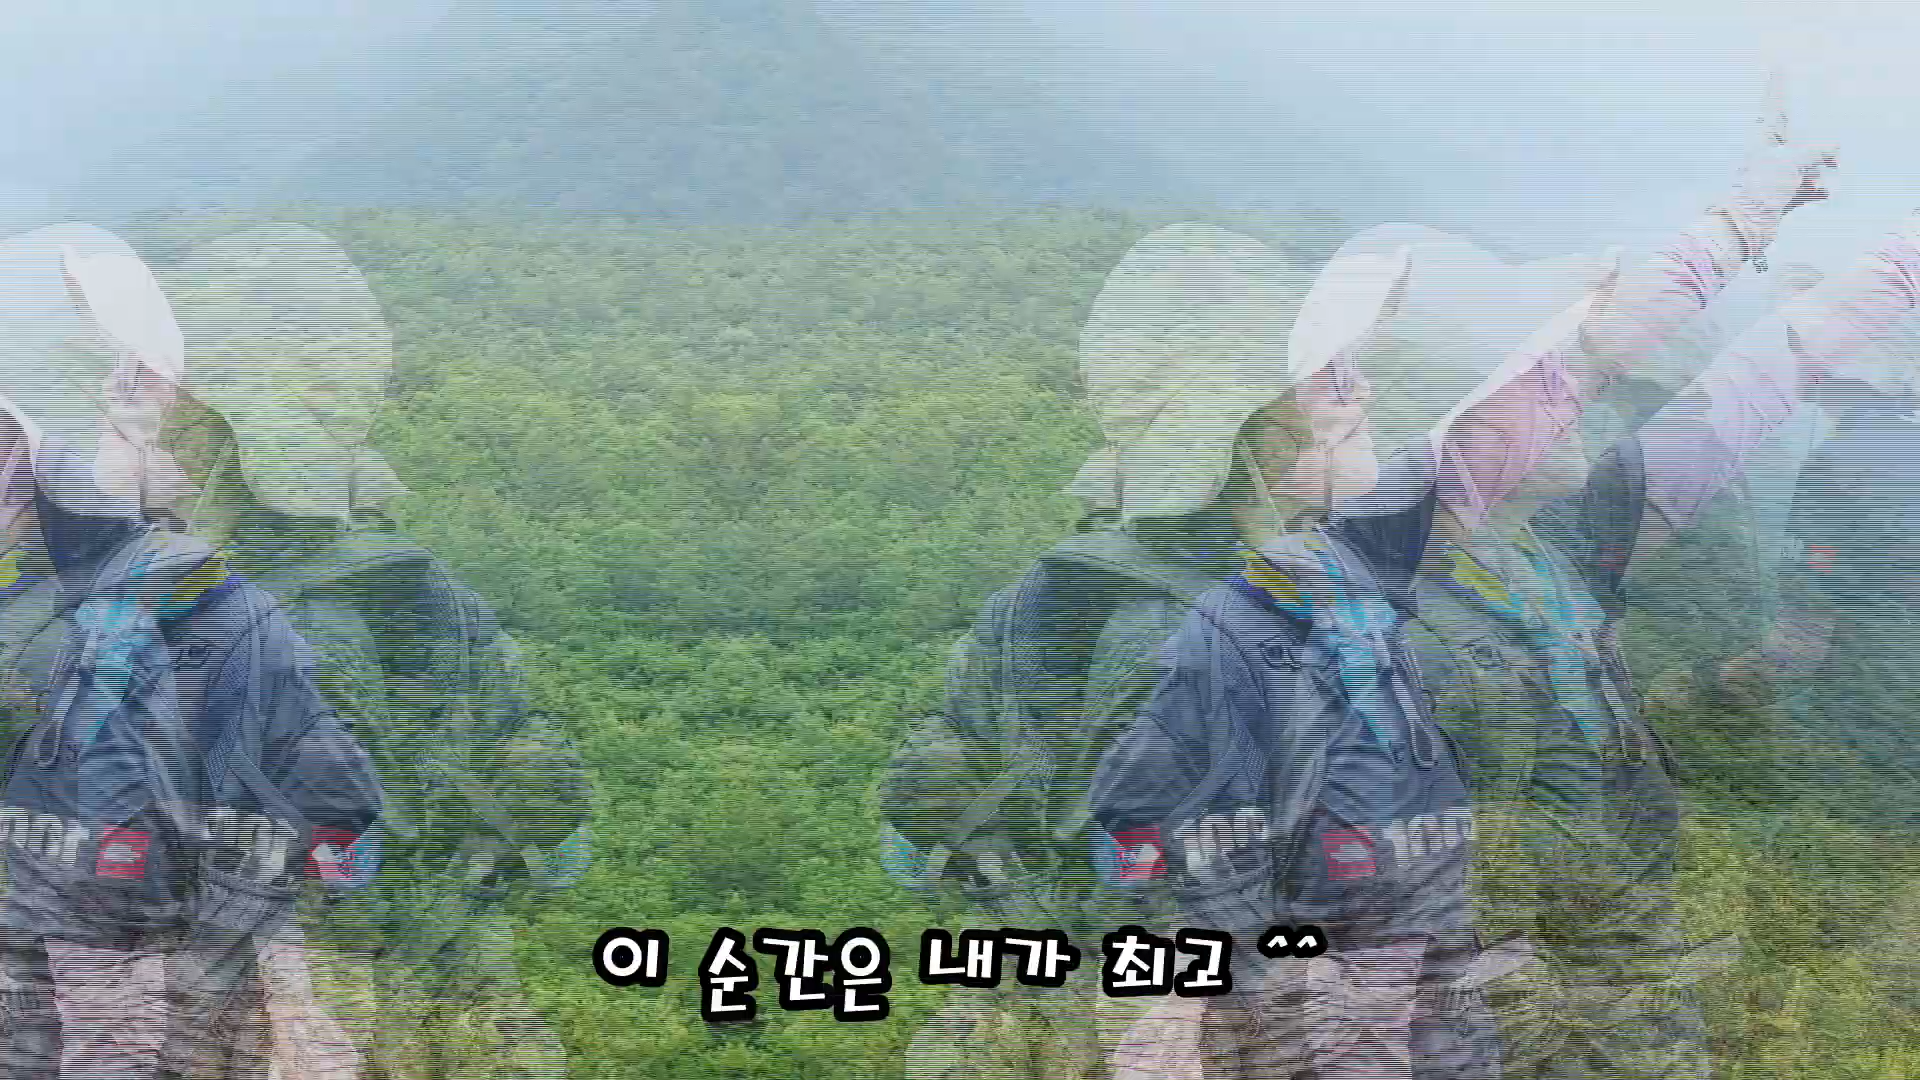 이 순간은 내가 최고 ^^